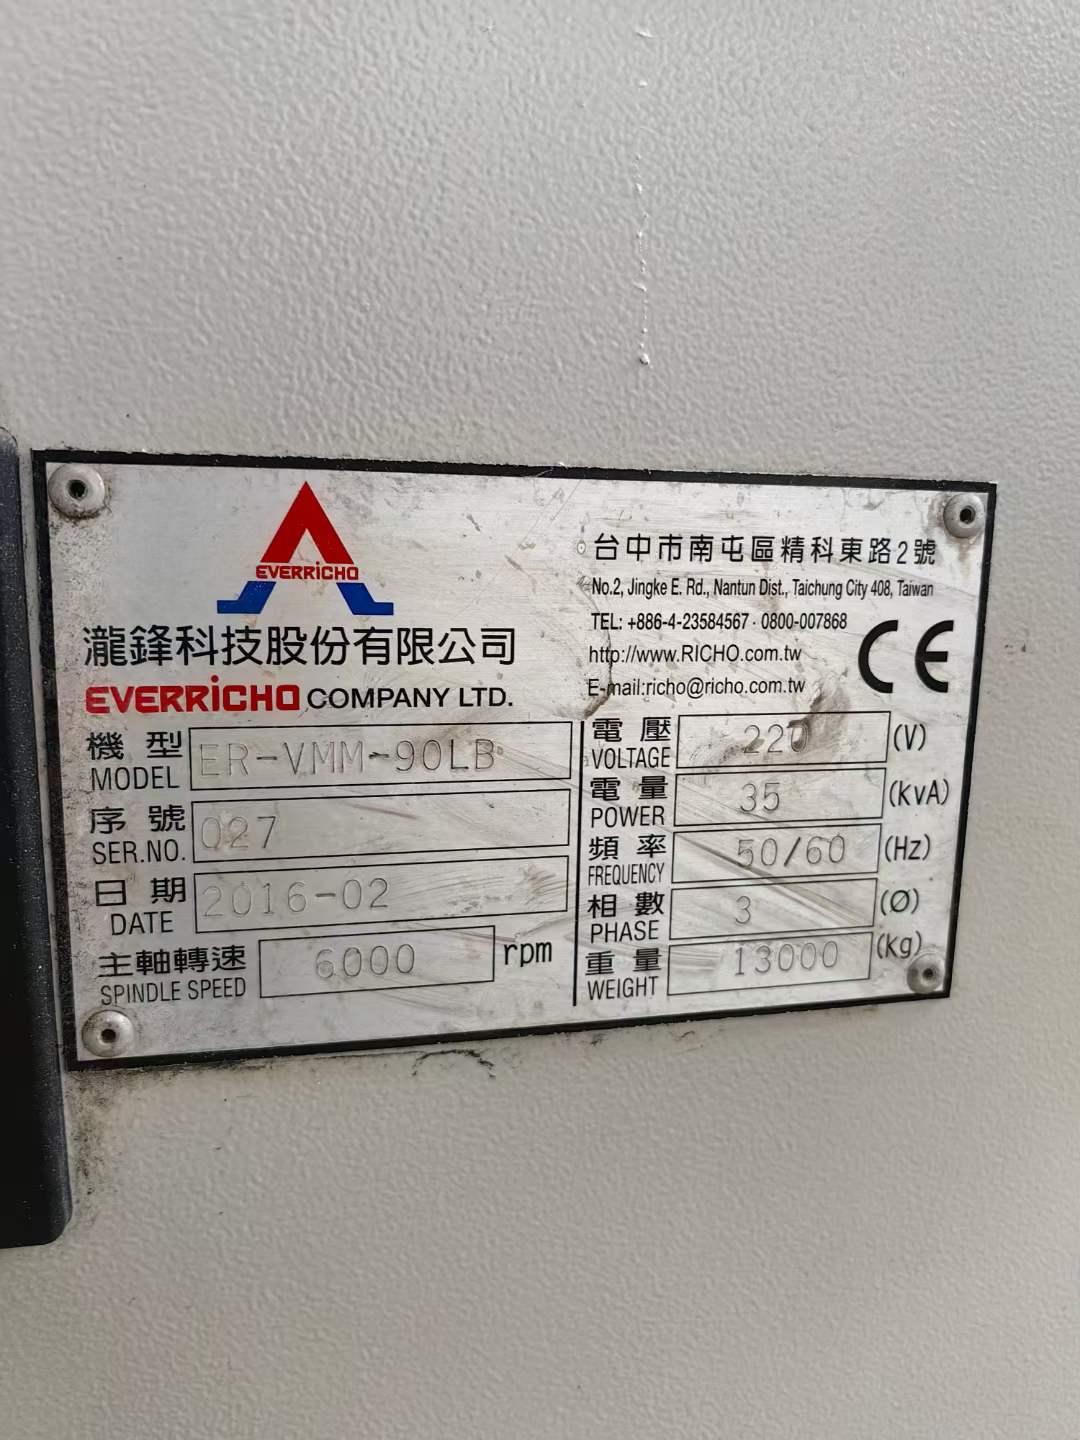 EVERRiCHO
瀧鋒科技股份有限公司
EVERRiCHO COMPANY LTD.
台中市南屯區精科東路2號
No.2, Jingke E. Rd., Nantun Dist., Taichung City 408, Taiwan
TEL: +886-4-23584567 · 0800-007868
http://www.RICHO.com.tw
E-mail:richo@richo.com.tw
CE
機型 MODEL ER-VMM-90LB
序號 SER.NO. 027
日期 DATE 2016-02
主軸轉速 SPINDLE SPEED 6000 rpm
電壓 VOLTAGE 220 (V)
電量 POWER 35 (KvA)
頻率 FREQUENCY 50/60 (Hz)
相數 PHASE 3 (Ø)
重量 WEIGHT 13000 (Kg)